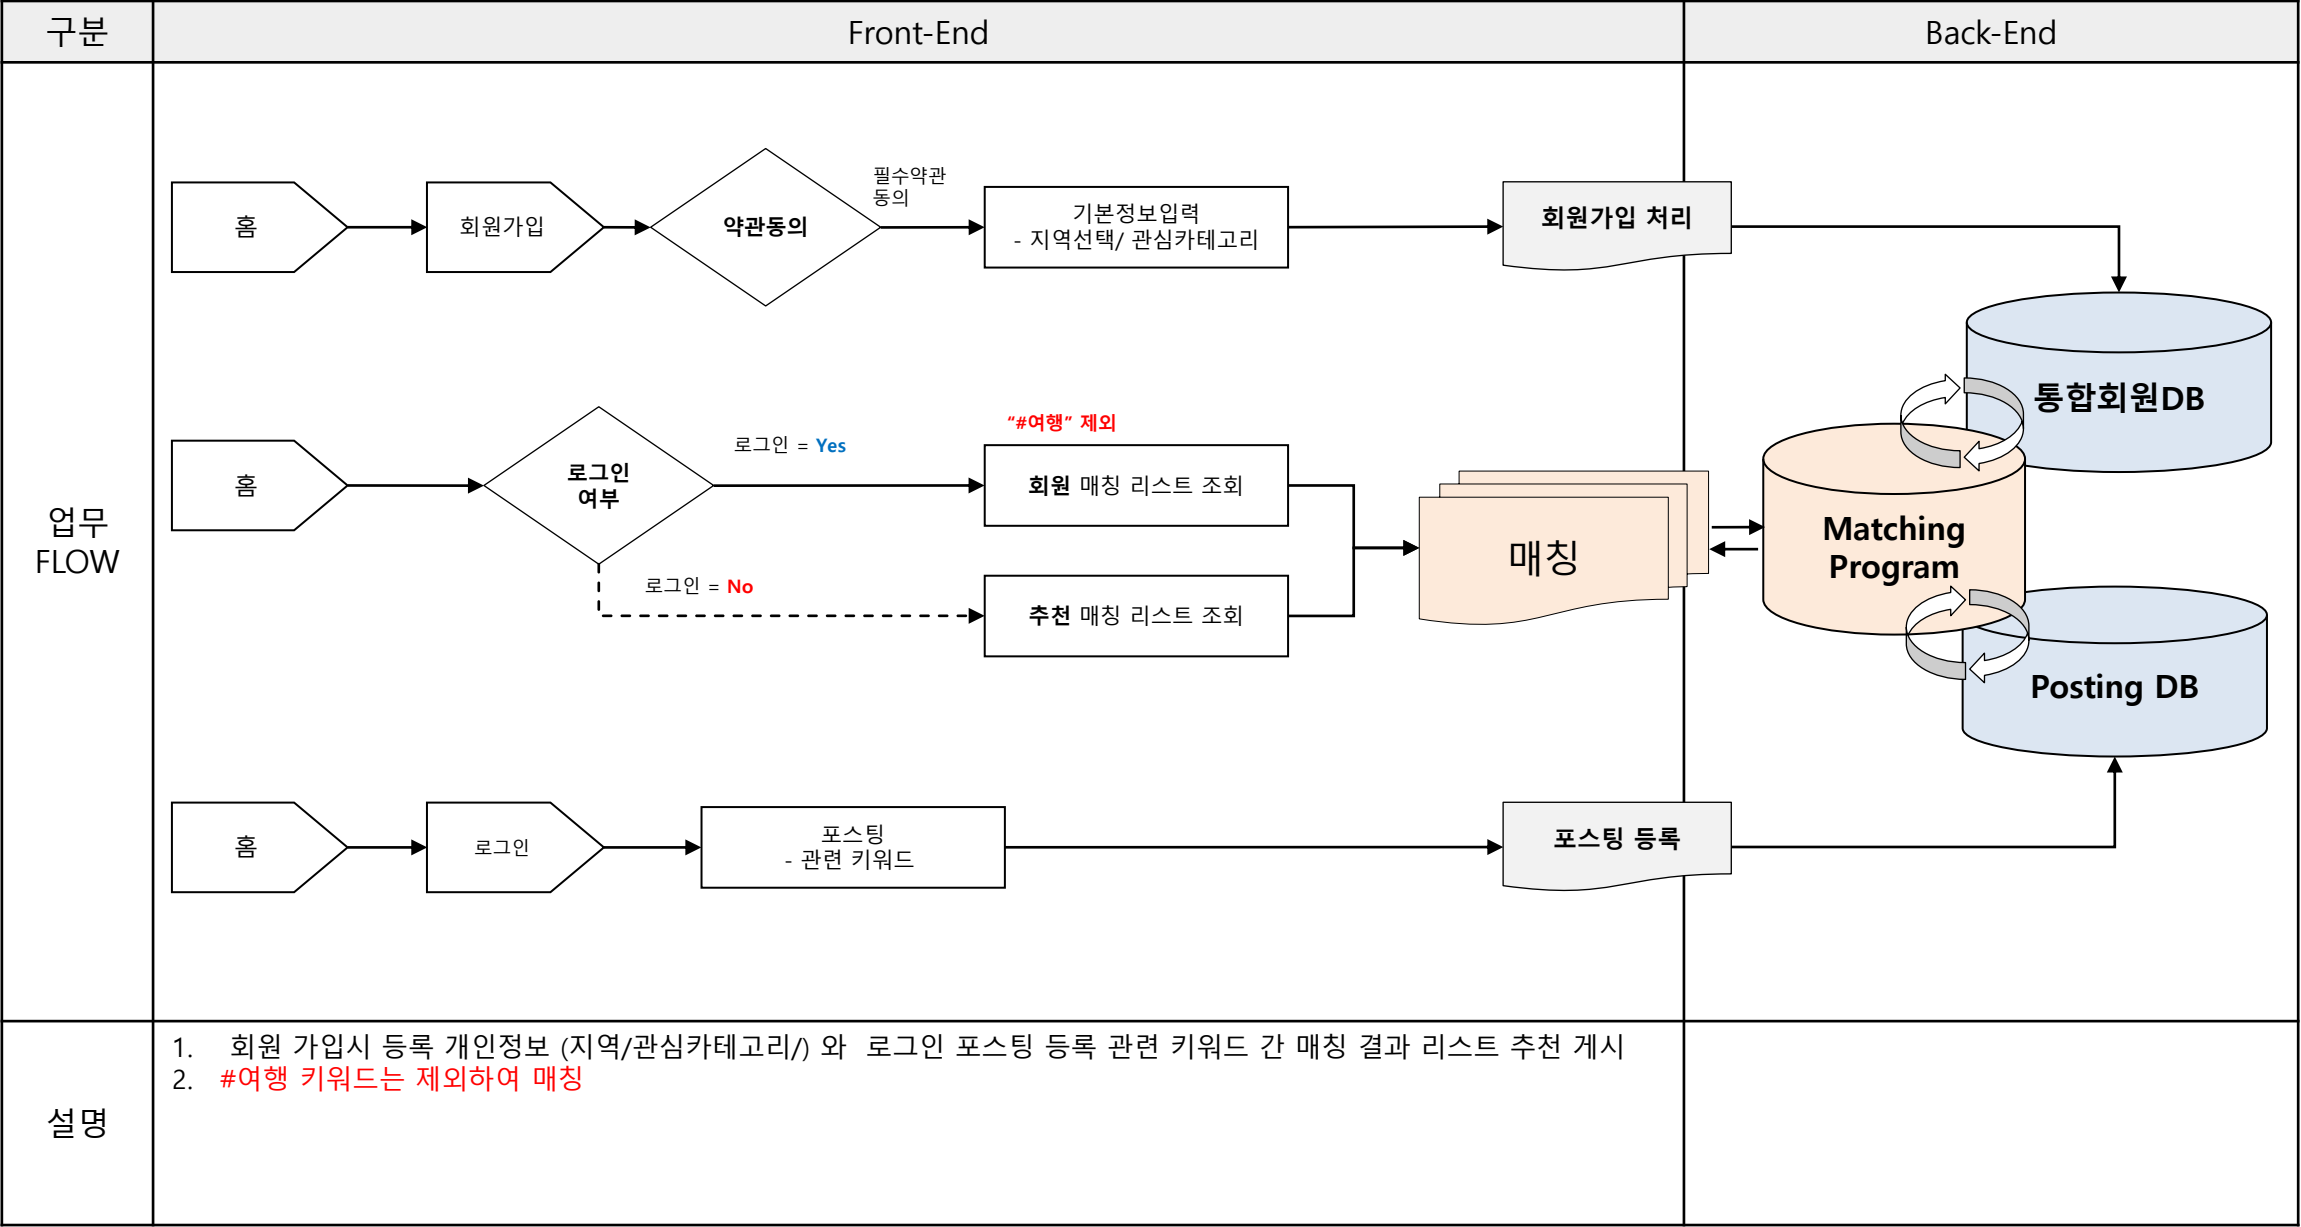 구분
Front-End
Back-End
업무
FLOW
홈
회원가입
약관동의
필수약관
동의
기본정보입력
- 지역선택/ 관심카테고리
회원가입 처리
통합회원DB
홈
로그인
여부
로그인 = Yes
“#여행” 제외
회원 매칭 리스트 조회
로그인 = No
추천 매칭 리스트 조회
매칭
Matching
Program
Posting DB
홈
로그인
포스팅
- 관련 키워드
포스팅 등록
설명
1. 회원 가입시 등록 개인정보 (지역/관심카테고리/) 와 로그인 포스팅 등록 관련 키워드 간 매칭 결과 리스트 추천 게시
2. #여행 키워드는 제외하여 매칭